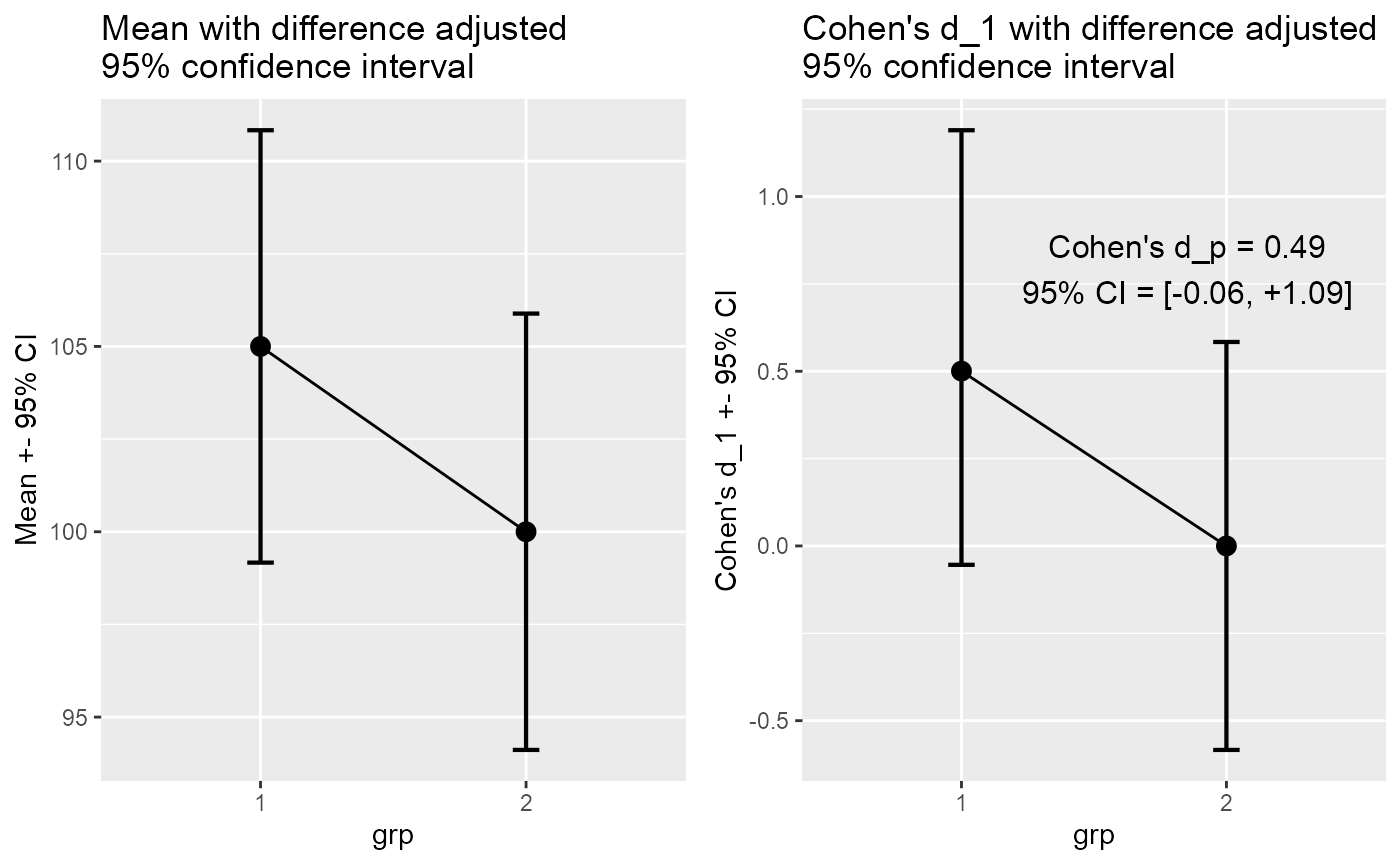 Mean with difference adjusted
95% confidence interval
Mean +- 95% CI
110
105
100
95
1
2
grp
Cohen's d_1 with difference adjusted
95% confidence interval
Cohen's d_1 +- 95% CI
1.0
0.5
0.0
-0.5
Cohen's d_p = 0.49
95% CI = [-0.06, +1.09]
1
2
grp